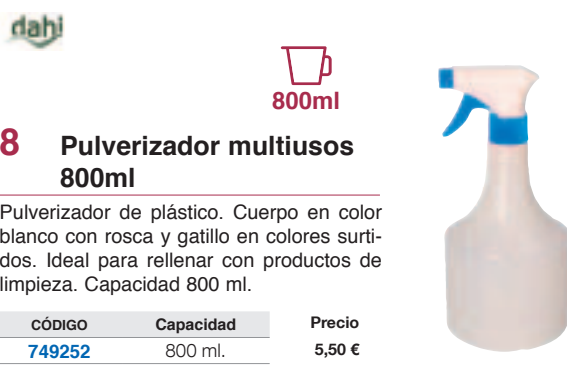 dahi
800ml
8 Pulverizador multiusos
800ml
Pulverizador de plástico. Cuerpo en color
blanco con rosca y gatillo en colores surti-
dos. Ideal para rellenar con productos de
limpieza. Capacidad 800 ml.
CÓDIGO Capacidad Precio
749252 800 ml. 5,50 €